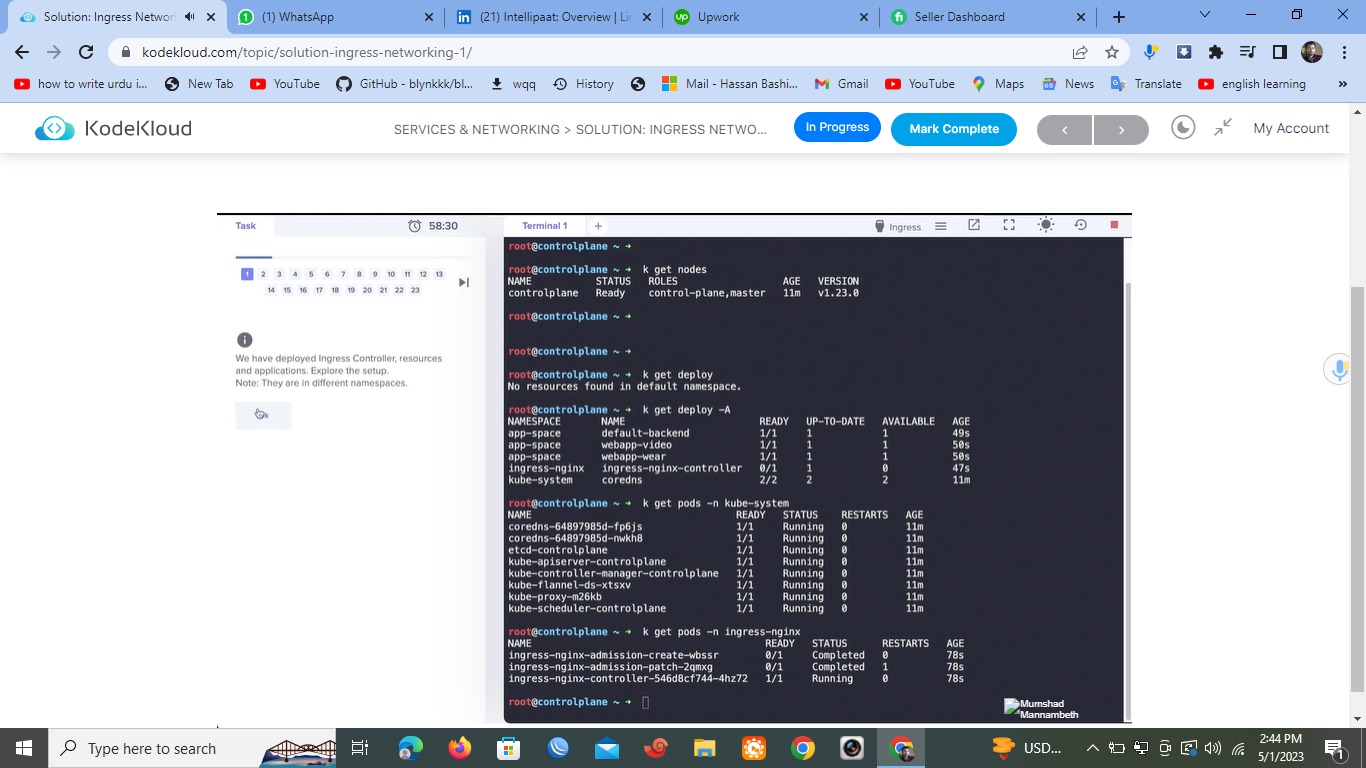 Solution: Ingress Networ
(1) WhatsApp
(21) Intellipaat: Overview | Lin
Upwork
Seller Dashboard
kodekloud.com/topic/solution-ingress-networking-1/
how to write urdu i...
New Tab
YouTube
GitHub - blynkkk/bl...
wqq
History
Mail - Hassan Bashi...
Gmail
YouTube
Maps
News
Translate
english learning
»
KodeKloud
SERVICES & NETWORKING > SOLUTION: INGRESS NETWO...
In Progress
Mark Complete
< >
My Account
Task
58:30
Terminal 1
+
Ingress
1 2 3 4 5 6 7 8 9 10 11 12 13
14 15 16 17 18 19 20 21 22 23
We have deployed Ingress Controller, resources
and applications. Explore the setup.
Note: They are in different namespaces.
root@controlplane ~ ➜
root@controlplane ~ ➜ k get nodes
NAME STATUS ROLES AGE VERSION
controlplane Ready control-plane,master 11m v1.23.0
root@controlplane ~ ➜
root@controlplane ~ ➜
root@controlplane ~ ➜ k get deploy
No resources found in default namespace.
root@controlplane ~ ➜ k get deploy -A
NAMESPACE NAME READY UP-TO-DATE AVAILABLE AGE
app-space default-backend 1/1 1 1 49s
app-space webapp-video 1/1 1 1 50s
app-space webapp-wear 1/1 1 1 50s
ingress-nginx ingress-nginx-controller 0/1 1 0 47s
kube-system coredns 2/2 2 2 11m
root@controlplane ~ ➜ k get pods -n kube-system
NAME READY STATUS RESTARTS AGE
coredns-64897985d-fp6js 1/1 Running 0 11m
coredns-64897985d-nwkh8 1/1 Running 0 11m
etcd-controlplane 1/1 Running 0 11m
kube-apiserver-controlplane 1/1 Running 0 11m
kube-controller-manager-controlplane 1/1 Running 0 11m
kube-flannel-ds-xtsxv 1/1 Running 0 11m
kube-proxy-m26kb 1/1 Running 0 11m
kube-scheduler-controlplane 1/1 Running 0 11m
root@controlplane ~ ➜ k get pods -n ingress-nginx
NAME READY STATUS RESTARTS AGE
ingress-nginx-admission-create-wbssr 0/1 Completed 0 78s
ingress-nginx-admission-patch-2qmxg 0/1 Completed 1 78s
ingress-nginx-controller-546d8cf744-4hz72 1/1 Running 0 78s
root@controlplane ~ ➜
Mumshad
Mannambeth
Type here to search
USD...
2:44 PM
5/1/2023
1